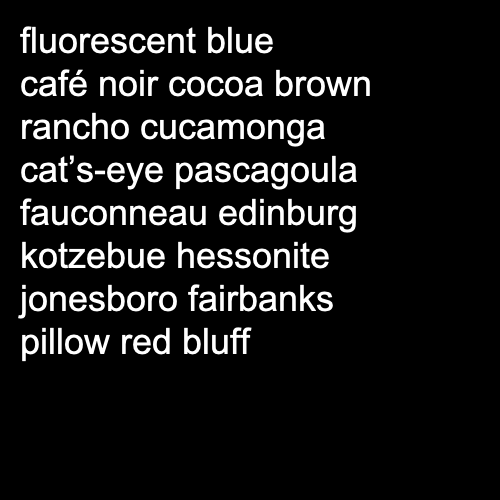 fluorescent blue
café noir cocoa brown
rancho cucamonga
cat’s-eye pascagoula
fauconneau edinburg
kotzebue hessonite
jonesboro fairbanks
pillow red bluff